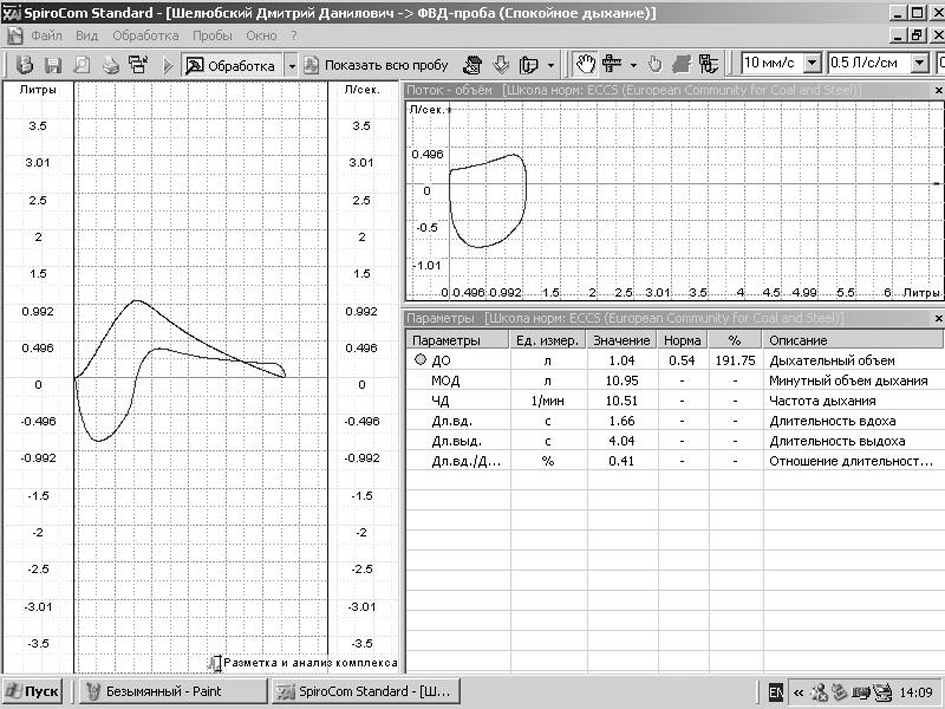 SpiroCom Standard - [Шелюбский Дмитрий Данилович -> ФВД-проба (Спокойное дыхание)]
Файл Вид Обработка Пробы Окно ?
Обработка Показать всю пробу 10 мм/с 0.5 Л/с/см
Литры Л/сек.
3.5 3.5
3.01 3.01
2.5 2.5
2 2
1.5 1.5
0.992 0.992
0.496 0.496
0 0
-0.496 -0.496
-0.992 -0.992
-1.5 -1.5
-2 -2
-2.5 -2.5
-3.01 -3.01
-3.5 -3.5
Разметка и анализ комплекса
Поток - объём [Школа норм: ECCS (European Community for Coal and Steel)]
Л/сек.
0.496
0
-0.5
-1.01
0 0.496 0.992 1.5 2 2.5 3.01 3.5 4 4.5 4.99 5.5 6 Литры
Параметры [Школа норм: ECCS (European Community for Coal and Steel)]
Параметры Ед. измер. Значение Норма % Описание
ДО л 1.04 0.54 191.75 Дыхательный объем
МОД л 10.95 - - Минутный объем дыхания
ЧД 1/мин 10.51 - - Частота дыхания
Дл.вд. с 1.66 - - Длительность вдоха
Дл.выд. с 4.04 - - Длительность выдоха
Дл.вд./Д... % 0.41 - - Отношение длительност...
Пуск Безымянный - Paint SpiroCom Standard - [Ш... EN « 14:09